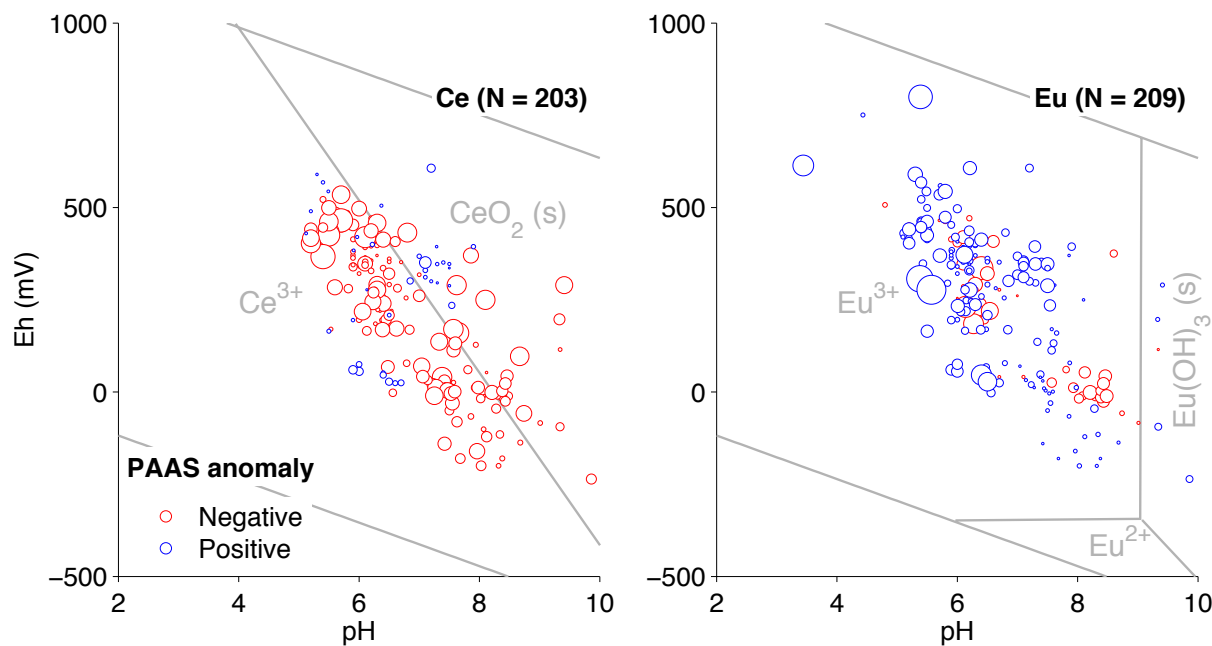 1000
500
0
−500
Eh (mV)
2
4
6
8
10
pH
Ce (N = 203)
CeO2 (s)
Ce3+
PAAS anomaly
Negative
Positive
1000
500
0
−500
2
4
6
8
10
pH
Eu (N = 209)
Eu3+
Eu(OH)3 (s)
Eu2+